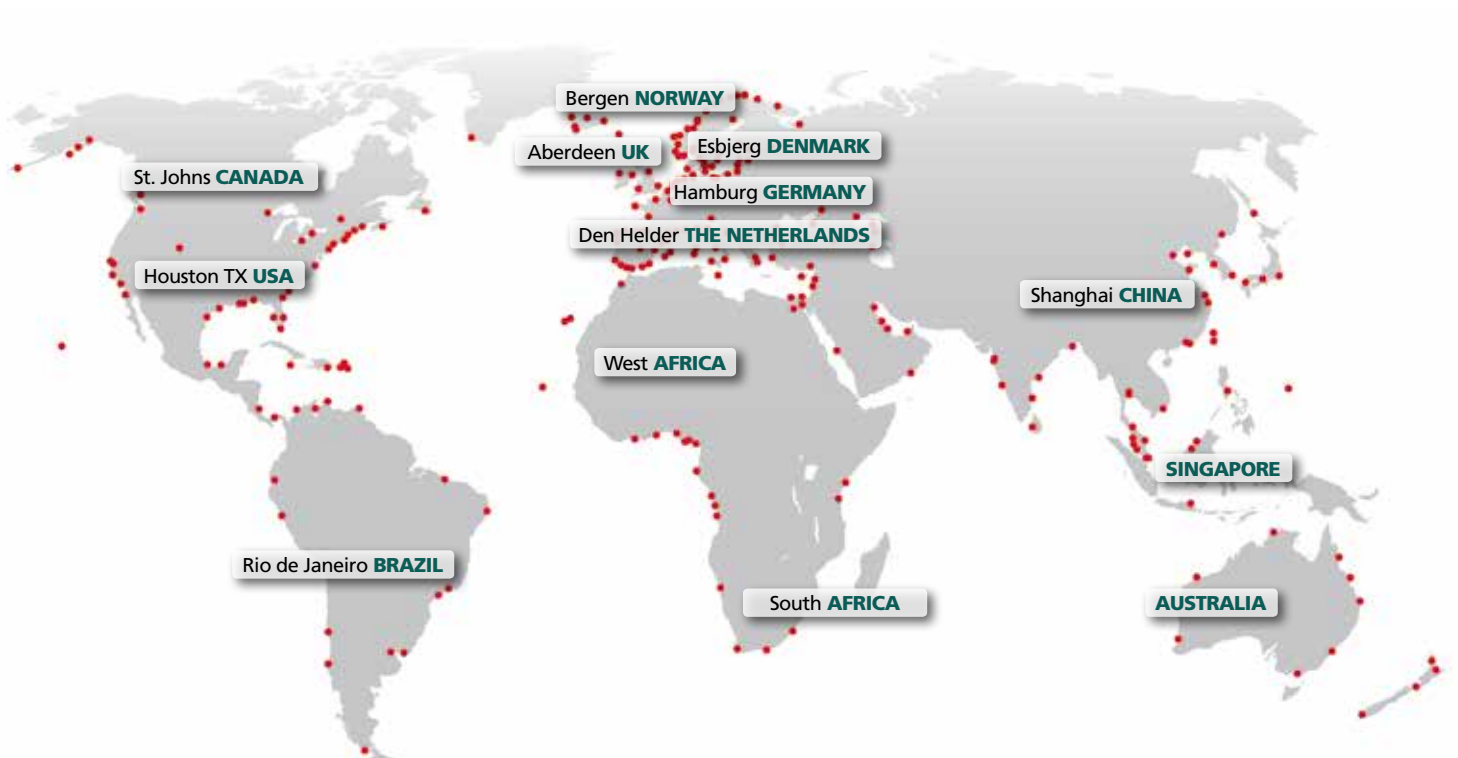 Bergen NORWAY
Aberdeen UK
Esbjerg DENMARK
St. Johns CANADA
Hamburg GERMANY
Den Helder THE NETHERLANDS
Houston TX USA
Shanghai CHINA
West AFRICA
SINGAPORE
Rio de Janeiro BRAZIL
South AFRICA
AUSTRALIA